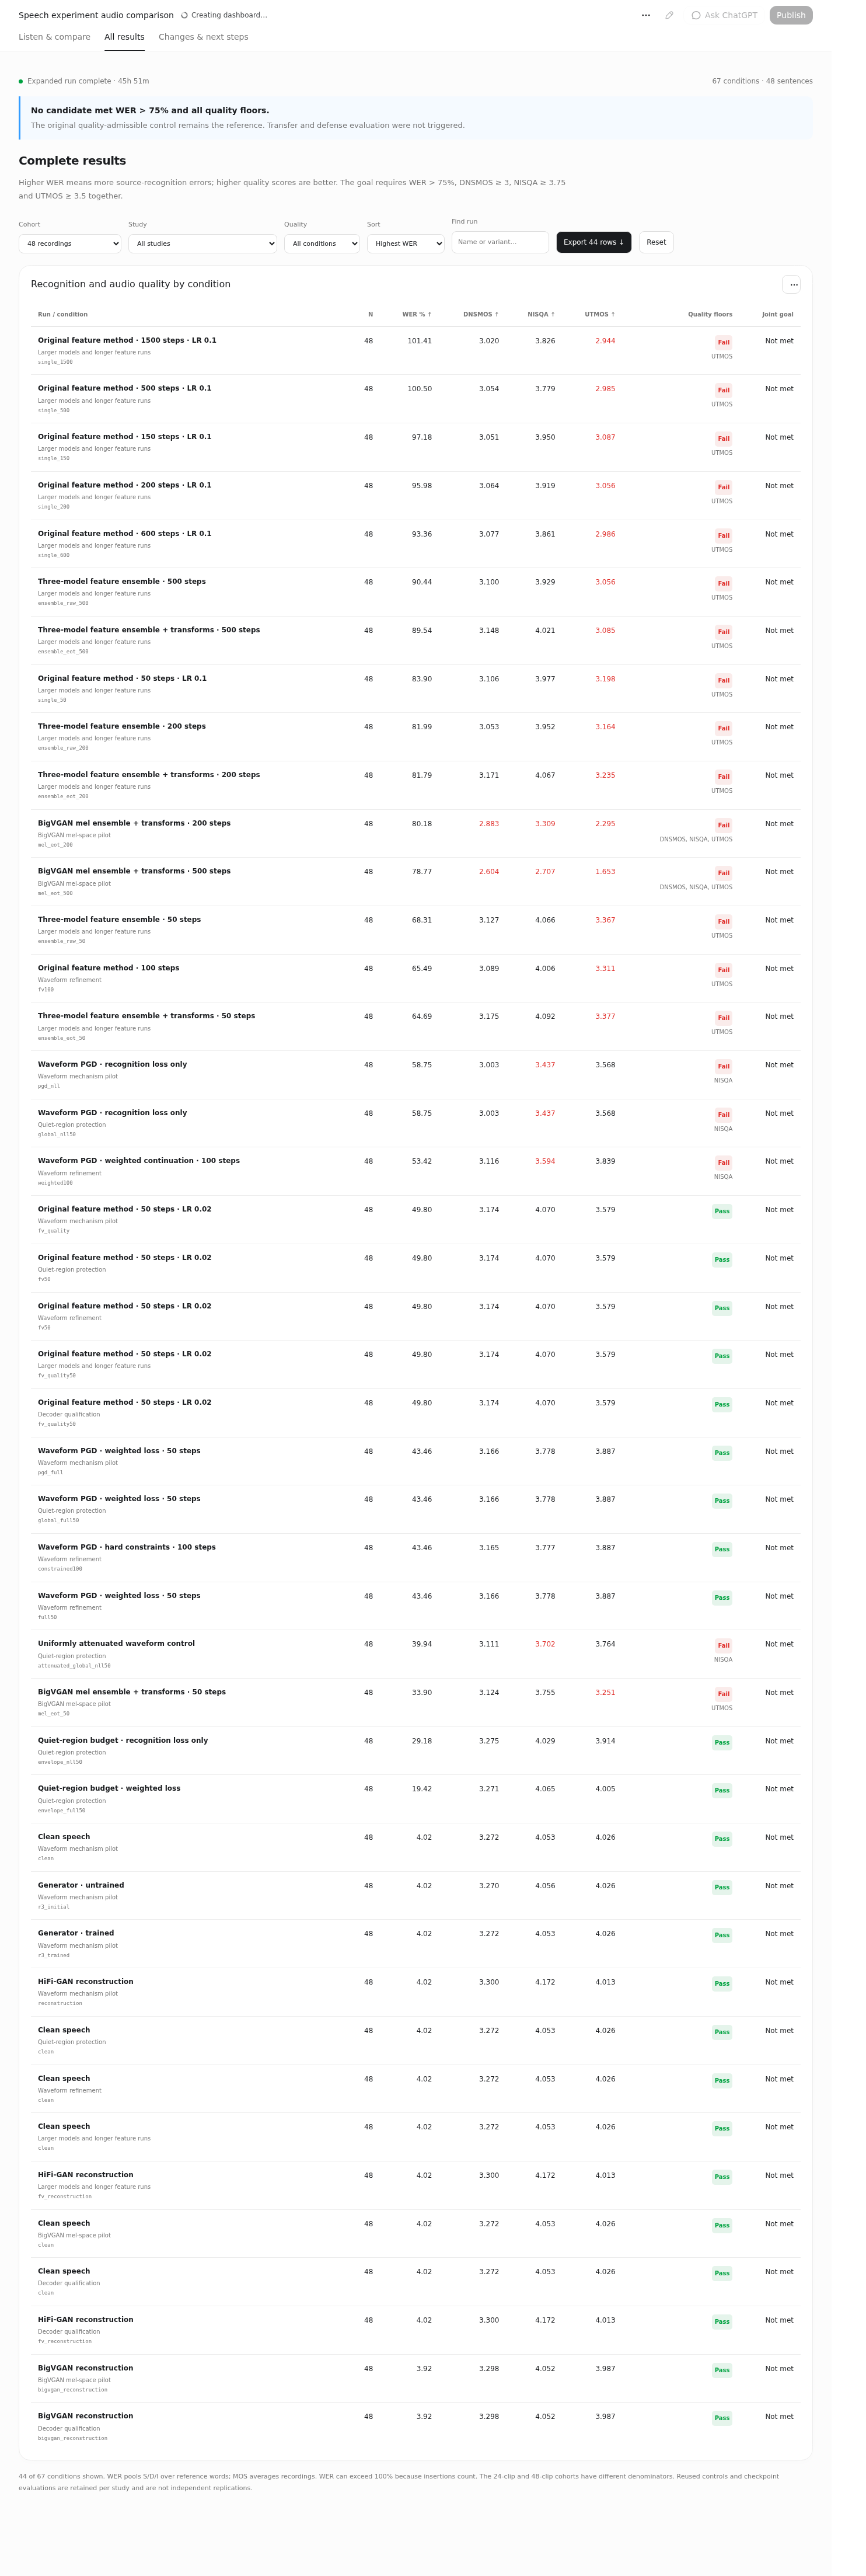 Speech experiment audio comparison Creating dashboard... ... Ask ChatGPT Publish
Listen & compare All results Changes & next steps
Expanded run complete · 45h 51m 67 conditions · 48 sentences
No candidate met WER > 75% and all quality floors.
The original quality-admissible control remains the reference. Transfer and defense evaluation were not triggered.
Complete results
Higher WER means more source-recognition errors; higher quality scores are better. The goal requires WER > 75%, DNSMOS ≥ 3, NISQA ≥ 3.75
and UTMOS ≥ 3.5 together.
Cohort Study Quality Sort Find run
48 recordings All studies All conditions Highest WER Name or variant... Export 44 rows ↓ Reset
Recognition and audio quality by condition ...
Run / condition N WER % ↑ DNSMOS ↑ NISQA ↑ UTMOS ↑ Quality floors Joint goal
Original feature method · 1500 steps · LR 0.1 48 101.41 3.020 3.826 2.944 Fail Not met
Larger models and longer feature runs UTMOS
single_1500
Original feature method · 500 steps · LR 0.1 48 100.50 3.054 3.779 2.985 Fail Not met
Larger models and longer feature runs UTMOS
single_500
Original feature method · 150 steps · LR 0.1 48 97.18 3.051 3.950 3.087 Fail Not met
Larger models and longer feature runs UTMOS
single_150
Original feature method · 200 steps · LR 0.1 48 95.98 3.064 3.919 3.056 Fail Not met
Larger models and longer feature runs UTMOS
single_200
Original feature method · 600 steps · LR 0.1 48 93.36 3.077 3.861 2.986 Fail Not met
Larger models and longer feature runs UTMOS
single_600
Three-model feature ensemble · 500 steps 48 90.44 3.100 3.929 3.056 Fail Not met
Larger models and longer feature runs UTMOS
ensemble_raw_500
Three-model feature ensemble + transforms · 500 steps 48 89.54 3.148 4.021 3.085 Fail Not met
Larger models and longer feature runs UTMOS
ensemble_eot_500
Original feature method · 50 steps · LR 0.1 48 83.90 3.106 3.977 3.198 Fail Not met
Larger models and longer feature runs UTMOS
single_50
Three-model feature ensemble · 200 steps 48 81.99 3.053 3.952 3.164 Fail Not met
Larger models and longer feature runs UTMOS
ensemble_raw_200
Three-model feature ensemble + transforms · 200 steps 48 81.79 3.171 4.067 3.235 Fail Not met
Larger models and longer feature runs UTMOS
ensemble_eot_200
BigVGAN mel ensemble + transforms · 200 steps 48 80.18 2.883 3.309 2.295 Fail Not met
BigVGAN mel-space pilot DNSMOS, NISQA, UTMOS
mel_eot_200
BigVGAN mel ensemble + transforms · 500 steps 48 78.77 2.604 2.707 1.653 Fail Not met
BigVGAN mel-space pilot DNSMOS, NISQA, UTMOS
mel_eot_500
Three-model feature ensemble · 50 steps 48 68.31 3.127 4.066 3.367 Fail Not met
Larger models and longer feature runs UTMOS
ensemble_raw_50
Original feature method · 100 steps 48 65.49 3.089 4.006 3.311 Fail Not met
Waveform refinement UTMOS
fv100
Three-model feature ensemble + transforms · 50 steps 48 64.69 3.175 4.092 3.377 Fail Not met
Larger models and longer feature runs UTMOS
ensemble_eot_50
Waveform PGD · recognition loss only 48 58.75 3.003 3.437 3.568 Fail Not met
Waveform mechanism pilot NISQA
pgd_nll
Waveform PGD · recognition loss only 48 58.75 3.003 3.437 3.568 Fail Not met
Quiet-region protection NISQA
global_nll50
Waveform PGD · weighted continuation · 100 steps 48 53.42 3.116 3.594 3.839 Fail Not met
Waveform refinement NISQA
weighted100
Original feature method · 50 steps · LR 0.02 48 49.80 3.174 4.070 3.579 Pass Not met
Waveform mechanism pilot
fv_quality
Original feature method · 50 steps · LR 0.02 48 49.80 3.174 4.070 3.579 Pass Not met
Quiet-region protection
fv50
Original feature method · 50 steps · LR 0.02 48 49.80 3.174 4.070 3.579 Pass Not met
Waveform refinement
fv50
Original feature method · 50 steps · LR 0.02 48 49.80 3.174 4.070 3.579 Pass Not met
Larger models and longer feature runs
fv_quality50
Original feature method · 50 steps · LR 0.02 48 49.80 3.174 4.070 3.579 Pass Not met
Decoder qualification
fv_quality50
Waveform PGD · weighted loss · 50 steps 48 43.46 3.166 3.778 3.887 Pass Not met
Waveform mechanism pilot
pgd_full
Waveform PGD · weighted loss · 50 steps 48 43.46 3.166 3.778 3.887 Pass Not met
Quiet-region protection
global_full50
Waveform PGD · hard constraints · 100 steps 48 43.46 3.165 3.777 3.887 Pass Not met
Waveform refinement
constrained100
Waveform PGD · weighted loss · 50 steps 48 43.46 3.166 3.778 3.887 Pass Not met
Waveform refinement
full50
Uniformly attenuated waveform control 48 39.94 3.111 3.702 3.764 Fail Not met
Quiet-region protection NISQA
attenuated_global_nll50
BigVGAN mel ensemble + transforms · 50 steps 48 33.90 3.124 3.755 3.251 Fail Not met
BigVGAN mel-space pilot UTMOS
mel_eot_50
Quiet-region budget · recognition loss only 48 29.18 3.275 4.029 3.914 Pass Not met
Quiet-region protection
envelope_nll50
Quiet-region budget · weighted loss 48 19.42 3.271 4.065 4.005 Pass Not met
Quiet-region protection
envelope_full50
Clean speech 48 4.02 3.272 4.053 4.026 Pass Not met
Waveform mechanism pilot
clean
Generator · untrained 48 4.02 3.270 4.056 4.026 Pass Not met
Waveform mechanism pilot
r3_initial
Generator · trained 48 4.02 3.272 4.053 4.026 Pass Not met
Waveform mechanism pilot
r3_trained
HiFi-GAN reconstruction 48 4.02 3.300 4.172 4.013 Pass Not met
Waveform mechanism pilot
reconstruction
Clean speech 48 4.02 3.272 4.053 4.026 Pass Not met
Quiet-region protection
clean
Clean speech 48 4.02 3.272 4.053 4.026 Pass Not met
Waveform refinement
clean
Clean speech 48 4.02 3.272 4.053 4.026 Pass Not met
Larger models and longer feature runs
clean
HiFi-GAN reconstruction 48 4.02 3.300 4.172 4.013 Pass Not met
Larger models and longer feature runs
fv_reconstruction
Clean speech 48 4.02 3.272 4.053 4.026 Pass Not met
BigVGAN mel-space pilot
clean
Clean speech 48 4.02 3.272 4.053 4.026 Pass Not met
Decoder qualification
clean
HiFi-GAN reconstruction 48 4.02 3.300 4.172 4.013 Pass Not met
Decoder qualification
fv_reconstruction
BigVGAN reconstruction 48 3.92 3.298 4.052 3.987 Pass Not met
BigVGAN mel-space pilot
bigvgan_reconstruction
BigVGAN reconstruction 48 3.92 3.298 4.052 3.987 Pass Not met
Decoder qualification
bigvgan_reconstruction
44 of 67 conditions shown. WER pools S/D/I over reference words; MOS averages recordings. WER can exceed 100% because insertions count. The 24-clip and 48-clip cohorts have different denominators. Reused controls and checkpoint
evaluations are retained per study and are not independent replications.